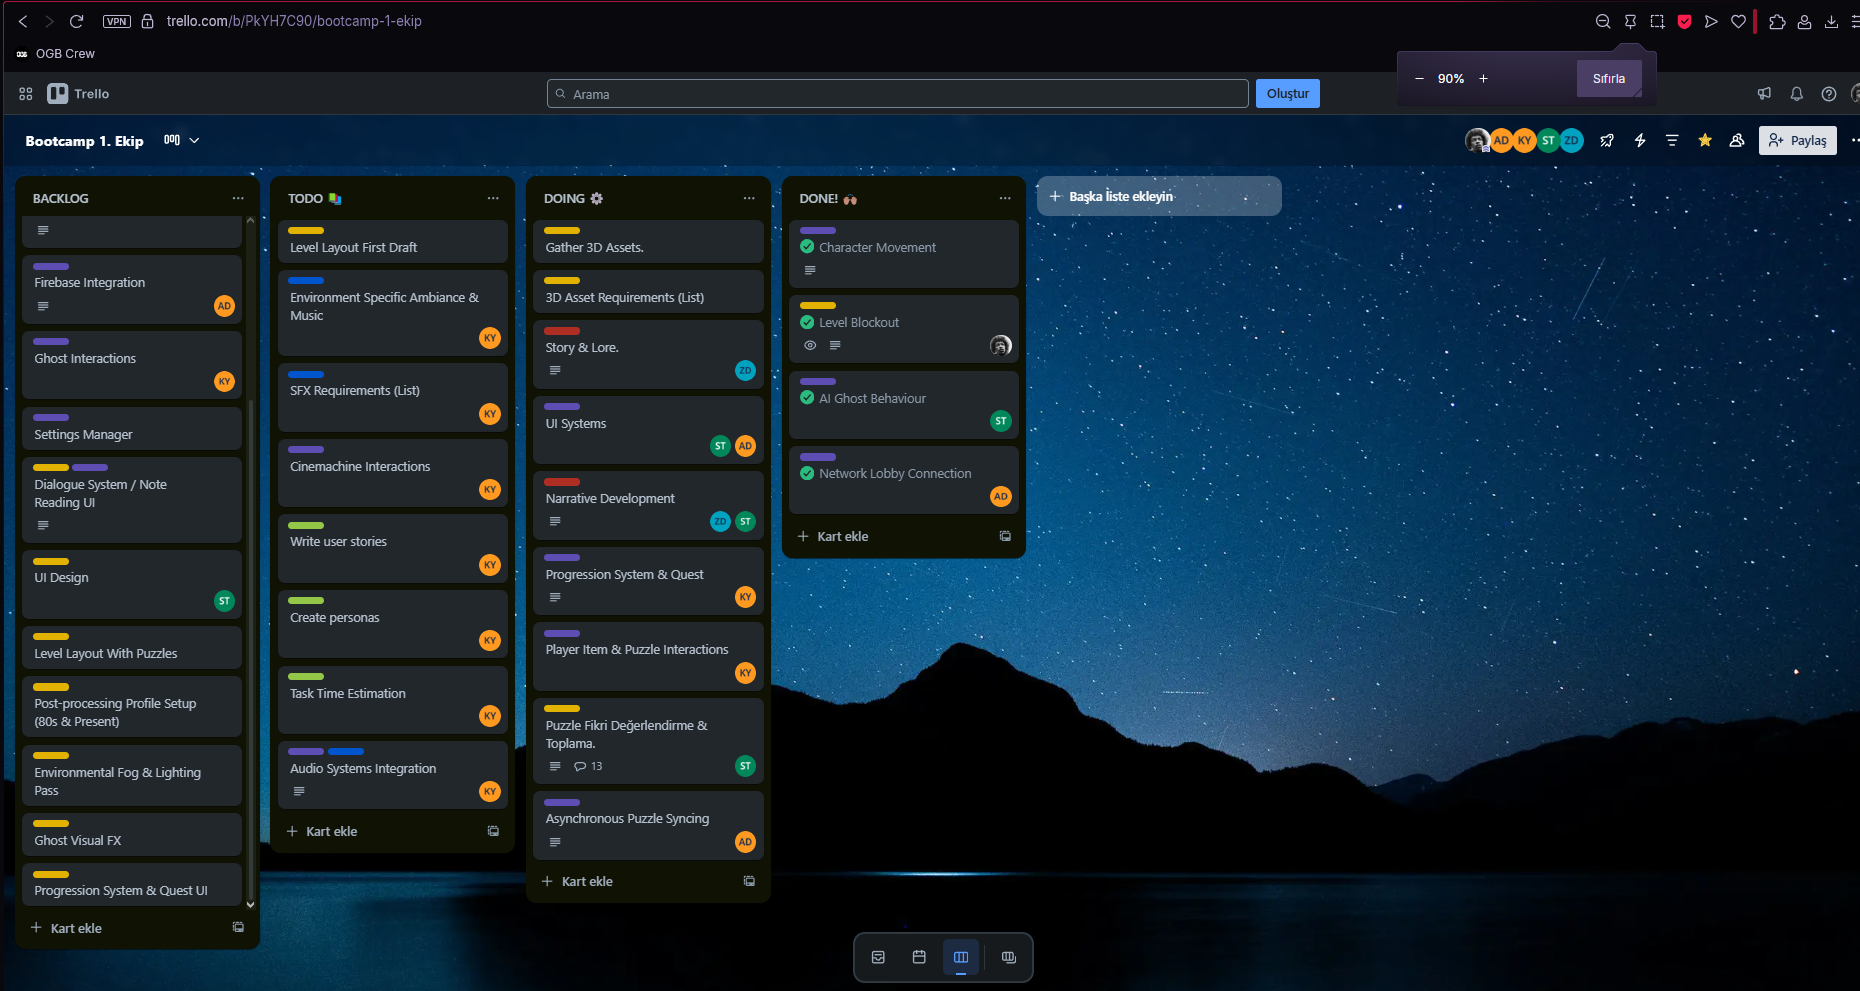 VPN
trello.com/b/PkYH7C90/bootcamp-1-ekip
OGB Crew
90%
Sıfırla
Trello
Arama
Oluştur
Bootcamp 1. Ekip
AD
KY
ST
ZD
Paylaş
BACKLOG
Firebase Integration
AD
Ghost Interactions
KY
Settings Manager
Dialogue System / Note
Reading UI
UI Design
ST
Level Layout With Puzzles
Post-processing Profile Setup
(80s & Present)
Environmental Fog & Lighting
Pass
Ghost Visual FX
Progression System & Quest UI
Kart ekle
TODO
Level Layout First Draft
Environment Specific Ambiance &
Music
KY
SFX Requirements (List)
KY
Cinemachine Interactions
KY
Write user stories
KY
Create personas
KY
Task Time Estimation
KY
Audio Systems Integration
KY
Kart ekle
DOING
Gather 3D Assets.
3D Asset Requirements (List)
Story & Lore.
ZD
UI Systems
ST
AD
Narrative Development
ZD
ST
Progression System & Quest
KY
Player Item & Puzzle Interactions
KY
Puzzle Fikri Değerlendirme &
Toplama.
13
ST
Asynchronous Puzzle Syncing
AD
Kart ekle
DONE!
Character Movement
Level Blockout
AI Ghost Behaviour
ST
Network Lobby Connection
AD
Kart ekle
Başka liste ekleyin